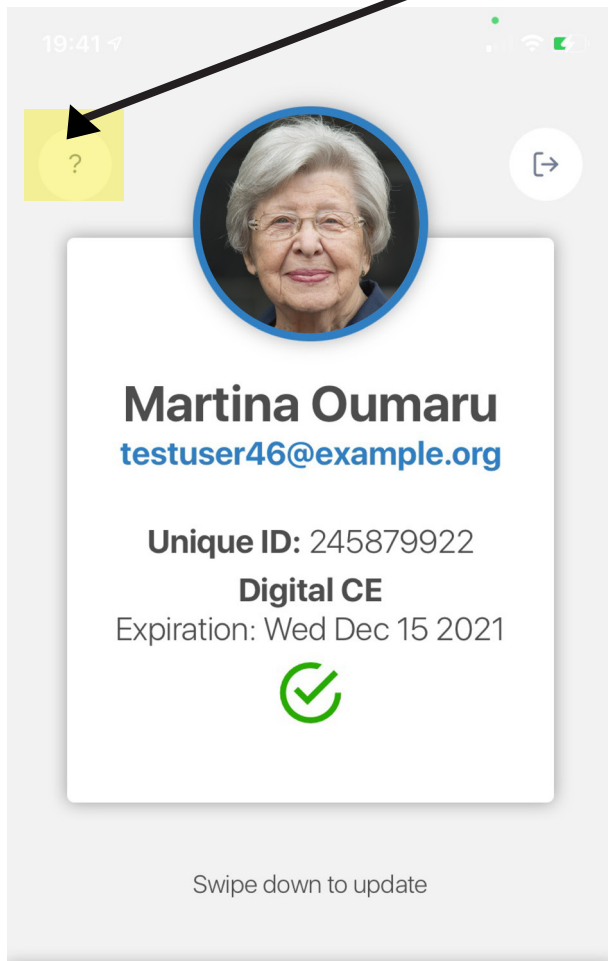 19:41
?
Martina Oumaru
testuser46@example.org
Unique ID: 245879922
Digital CE
Expiration: Wed Dec 15 2021
Swipe down to update